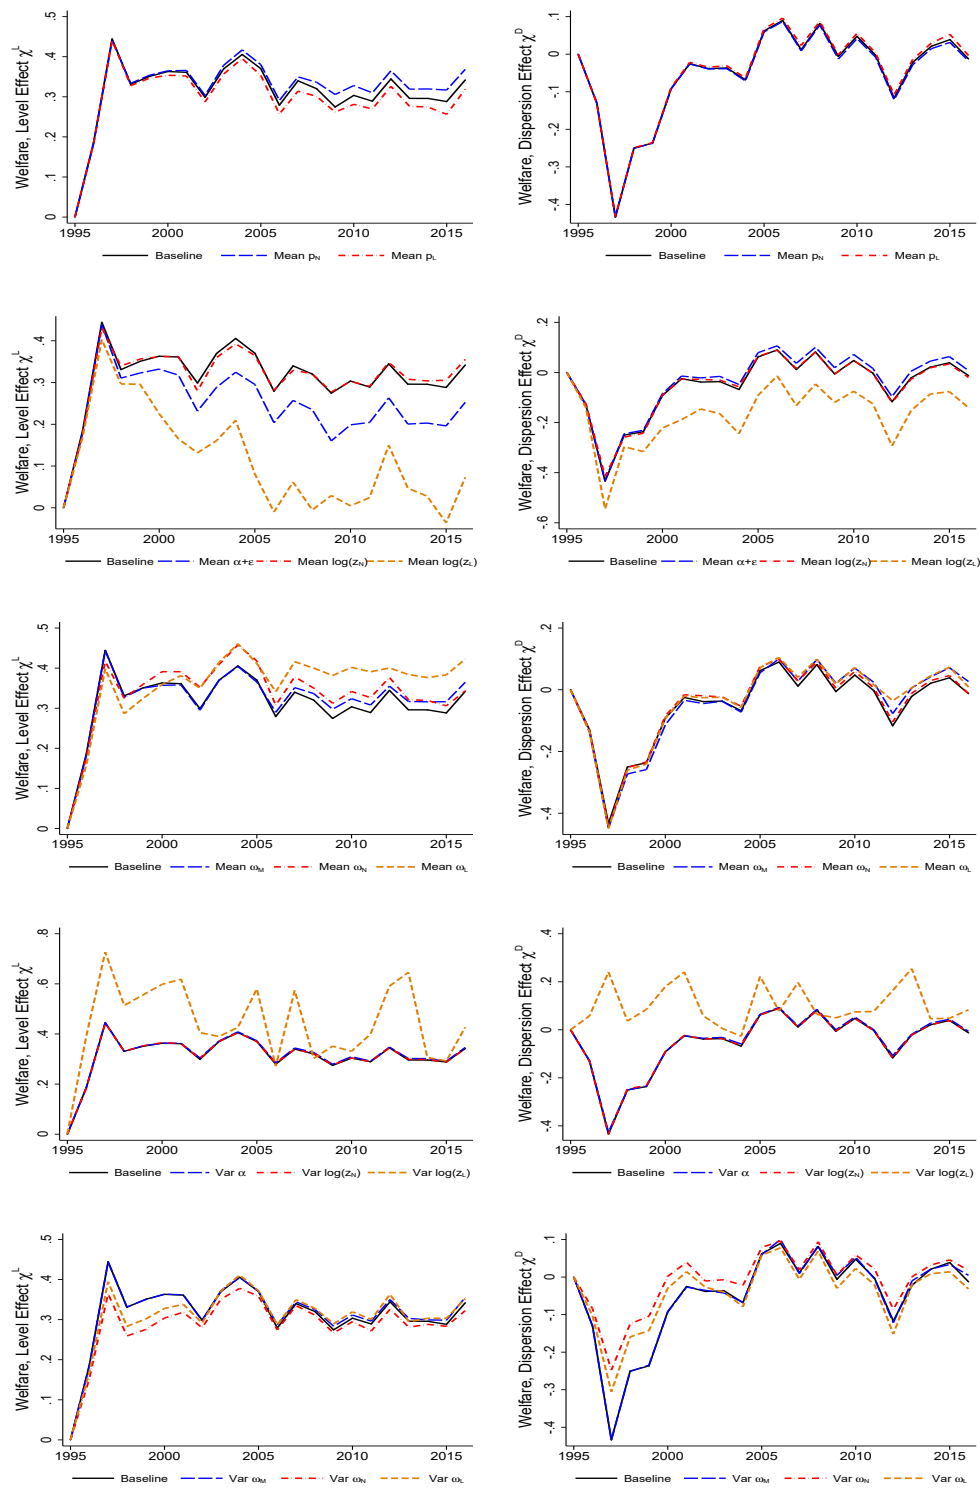 Welfare, Level Effect χᴸ
.5
.4
.3
.2
.1
0
1995 2000 2005 2010 2015
Baseline Mean p_N Mean p_L
Welfare, Dispersion Effect χᴰ
.1
0
-.1
-.2
-.3
-.4
1995 2000 2005 2010 2015
Baseline Mean p_N Mean p_L
Welfare, Level Effect χᴸ
.4
.3
.2
.1
0
1995 2000 2005 2010 2015
Baseline Mean α+ε Mean log(z_N) Mean log(z_L)
Welfare, Dispersion Effect χᴰ
.2
0
-.2
-.4
-.6
1995 2000 2005 2010 2015
Baseline Mean α+ε Mean log(z_N) Mean log(z_L)
Welfare, Level Effect χᴸ
.5
.4
.3
.2
.1
0
1995 2000 2005 2010 2015
Baseline Mean ω_M Mean ω_N Mean ω_L
Welfare, Dispersion Effect χᴰ
.2
0
-.2
-.4
1995 2000 2005 2010 2015
Baseline Mean ω_M Mean ω_N Mean ω_L
Welfare, Level Effect χᴸ
.8
.6
.4
.2
0
1995 2000 2005 2010 2015
Baseline Var α Var log(z_N) Var log(z_L)
Welfare, Dispersion Effect χᴰ
.4
.2
0
-.2
-.4
1995 2000 2005 2010 2015
Baseline Var α Var log(z_N) Var log(z_L)
Welfare, Level Effect χᴸ
.5
.4
.3
.2
.1
0
1995 2000 2005 2010 2015
Baseline Var ω_M Var ω_N Var ω_L
Welfare, Dispersion Effect χᴰ
.1
0
-.1
-.2
-.3
-.4
1995 2000 2005 2010 2015
Baseline Var ω_M Var ω_N Var ω_L